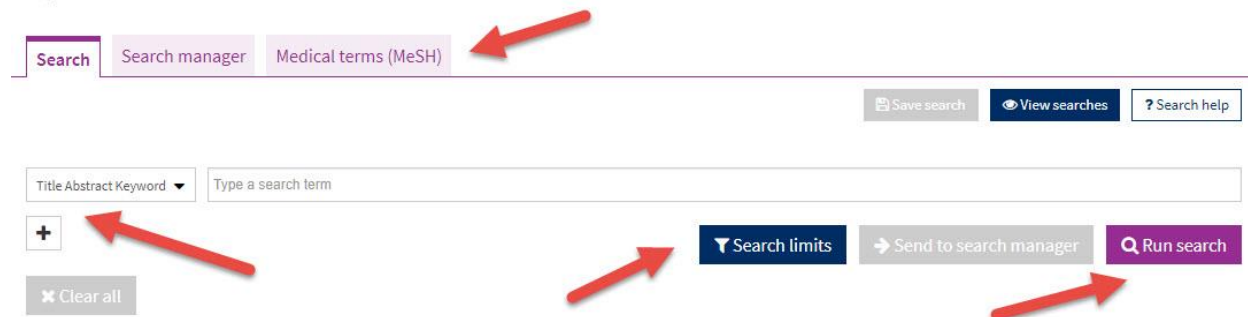 Search Search manager Medical terms (MeSH)
Save search View searches ? Search help
Title Abstract Keyword Type a search term
+ Search limits Send to search manager Run search
Clear all